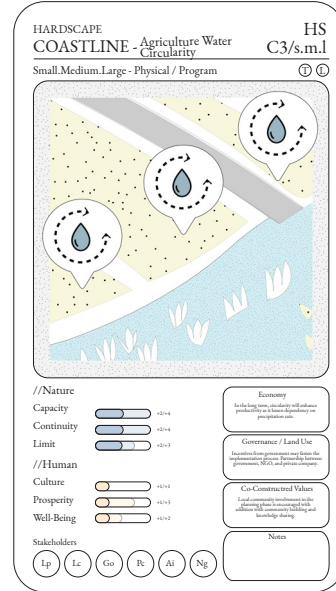 HARDSCAPE
HS
COASTLINE - Agriculture Water
Circularity
C3/s.m.l
Small.Medium.Large - Physical / Program
T L
//Nature
Capacity +2/+4
Continuity +2/+4
Limit +2/+3
//Human
Culture +1/+1
Prosperity +1/+3
Well-Being +1/+2
Stakeholders
Lp Lc Go Pc Ai Ng
Economy
In the long term, circularity will enhance
productivity as it lessen dependency on
precipitation rate.
Governance / Land Use
Incentives from government may fasten the
implementation process. Partnership between
government, NGO, and private company.
Co-Constructred Values
Local community involvement in the
planning phase is encouraged with
addition with community building and
knowledge sharing.
Notes